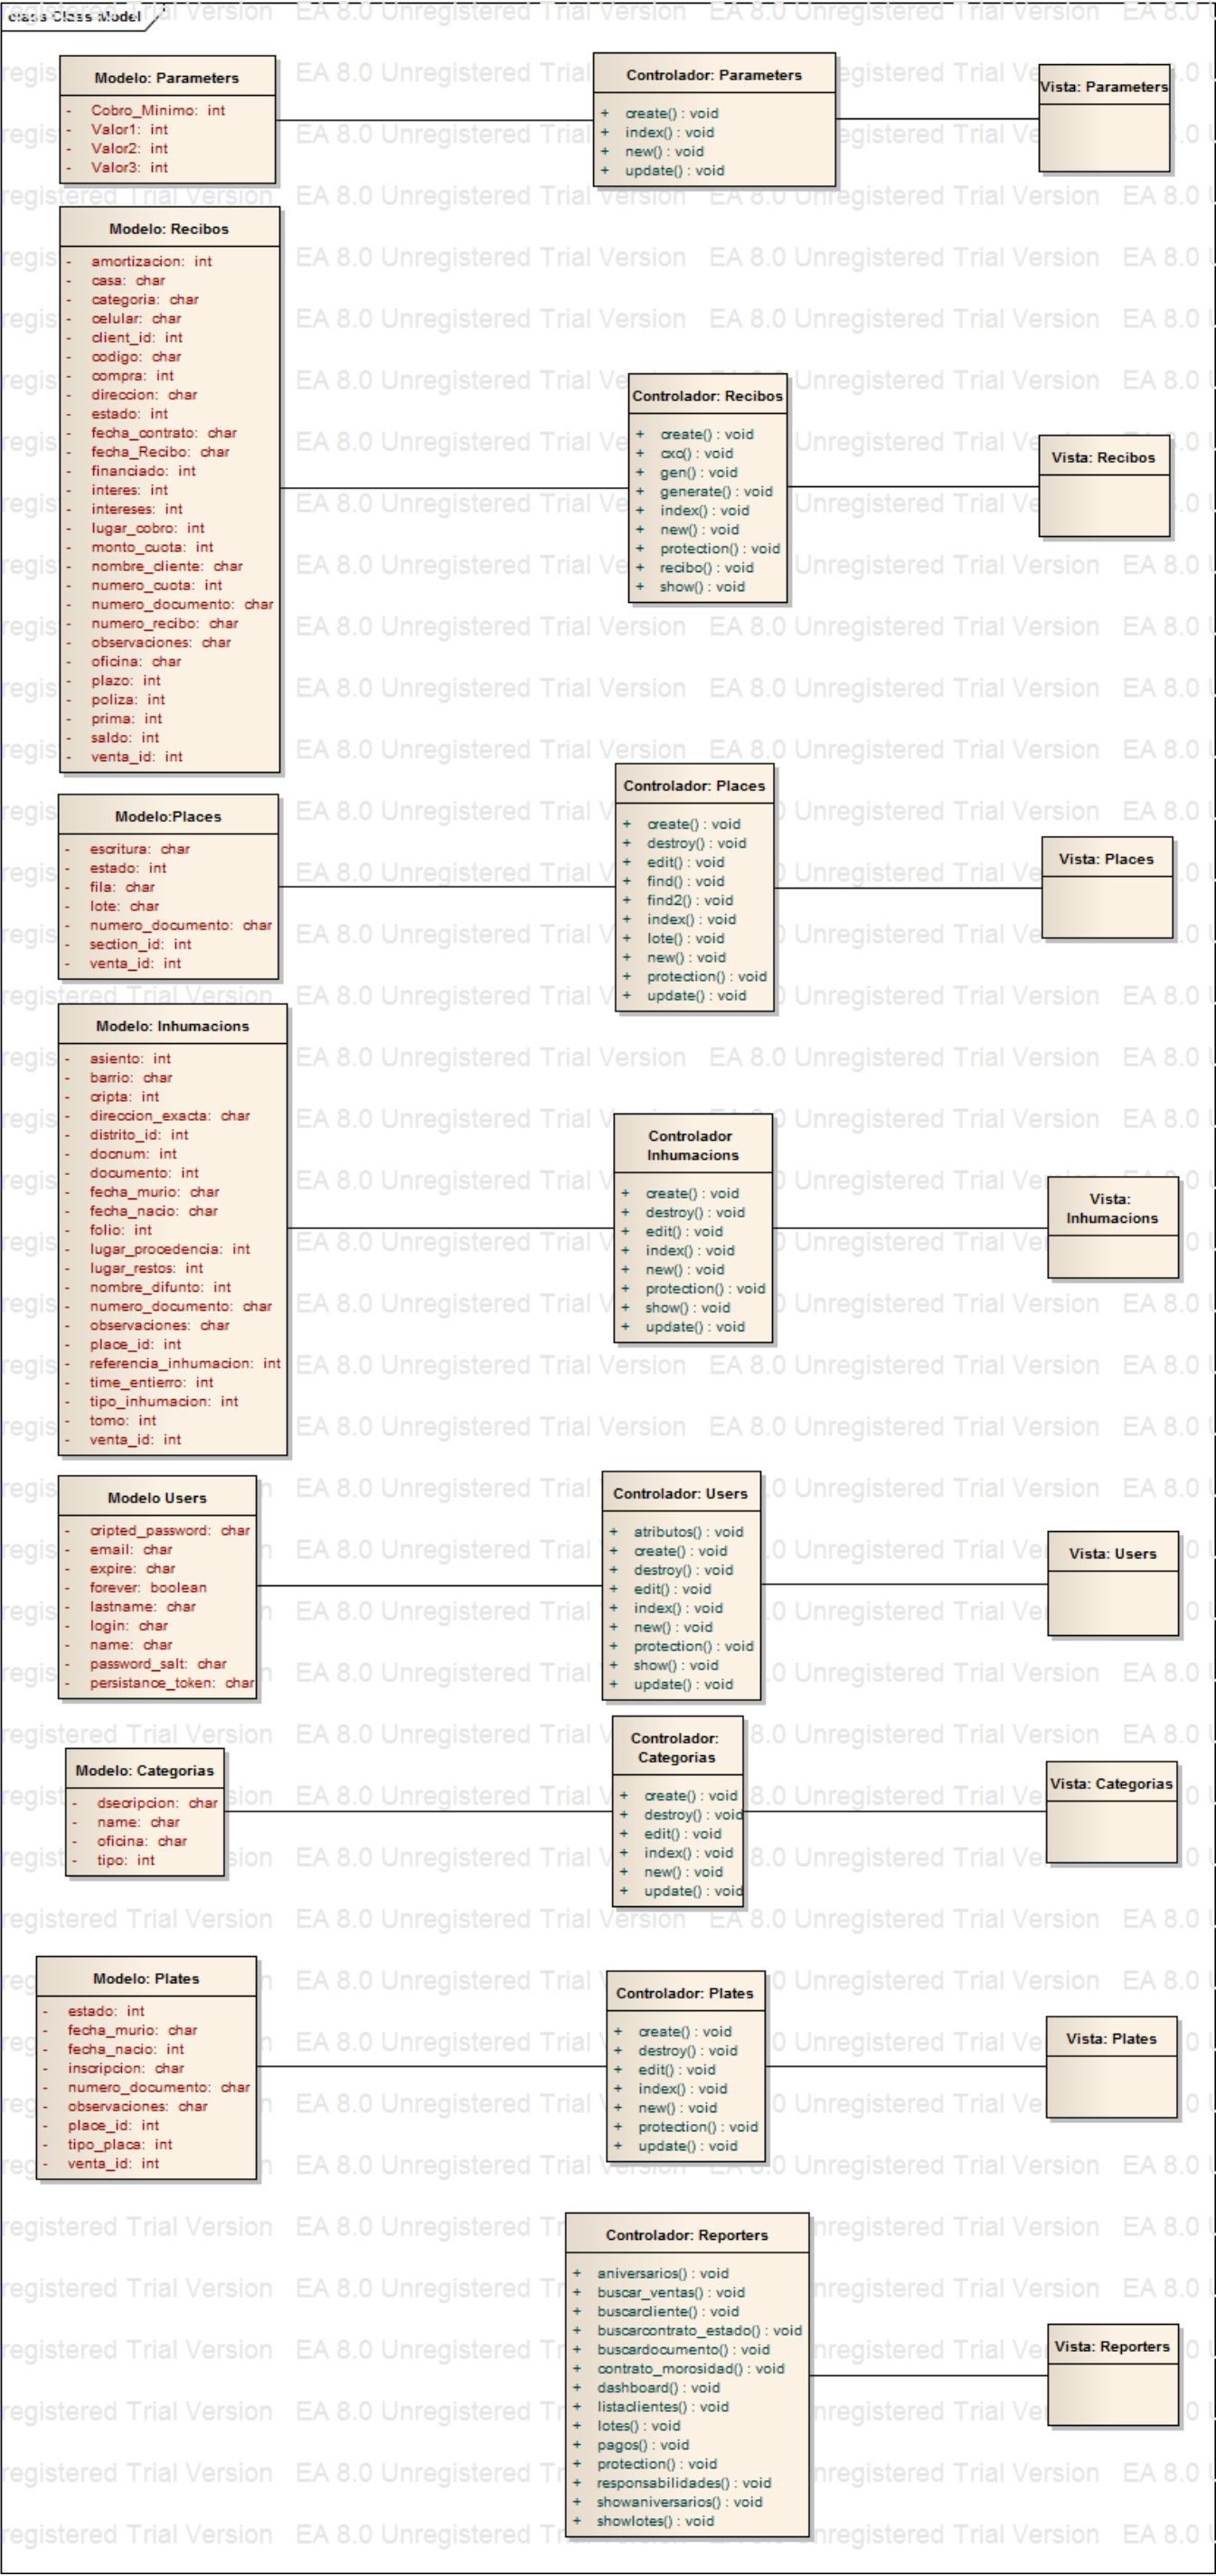 class Class Model
Modelo: Parameters
- Cobro_Minimo: int
- Valor1: int
- Valor2: int
- Valor3: int
Controlador: Parameters
+ create() : void
+ index() : void
+ new() : void
+ update() : void
Vista: Parameters
Modelo: Recibos
- amortizacion: int
- casa: char
- categoria: char
- celular: char
- client_id: int
- codigo: char
- compra: int
- direccion: char
- estado: int
- fecha_contrato: char
- fecha_Recibo: char
- financiado: int
- interes: int
- intereses: int
- lugar_cobro: int
- monto_cuota: int
- nombre_cliente: char
- numero_cuota: int
- numero_documento: char
- numero_recibo: char
- observaciones: char
- oficina: char
- plazo: int
- poliza: int
- prima: int
- saldo: int
- venta_id: int
Controlador: Recibos
+ create() : void
+ cxc() : void
+ gen() : void
+ generate() : void
+ index() : void
+ new() : void
+ protection() : void
+ recibo() : void
+ show() : void
Vista: Recibos
Modelo:Places
- escritura: char
- estado: int
- fila: char
- lote: char
- numero_documento: char
- section_id: int
- venta_id: int
Controlador: Places
+ create() : void
+ destroy() : void
+ edit() : void
+ find() : void
+ find2() : void
+ index() : void
+ lote() : void
+ new() : void
+ protection() : void
+ update() : void
Vista: Places
Modelo: Inhumacions
- asiento: int
- barrio: char
- cripta: int
- direccion_exacta: char
- distrito_id: int
- docnum: int
- documento: int
- fecha_murio: char
- fecha_nacio: char
- folio: int
- lugar_procedencia: int
- lugar_restos: int
- nombre_difunto: int
- numero_documento: char
- observaciones: char
- place_id: int
- referencia_inhumacion: int
- time_entierro: int
- tipo_inhumacion: int
- tomo: int
- venta_id: int
Controlador
Inhumacions
+ create() : void
+ destroy() : void
+ edit() : void
+ index() : void
+ new() : void
+ protection() : void
+ show() : void
+ update() : void
Vista:
Inhumacions
Modelo Users
- cripted_password: char
- email: char
- expire: char
- forever: boolean
- lastname: char
- login: char
- name: char
- password_salt: char
- persistance_token: char
Controlador: Users
+ atributos() : void
+ create() : void
+ destroy() : void
+ edit() : void
+ index() : void
+ new() : void
+ protection() : void
+ show() : void
+ update() : void
Vista: Users
Modelo: Categorias
- dsecripcion: char
- name: char
- oficina: char
- tipo: int
Controlador:
Categorias
+ create() : void
+ destroy() : void
+ edit() : void
+ index() : void
+ new() : void
+ update() : void
Vista: Categorias
Modelo: Plates
- estado: int
- fecha_murio: char
- fecha_nacio: int
- inscripcion: char
- numero_documento: char
- observaciones: char
- place_id: int
- tipo_placa: int
- venta_id: int
Controlador: Plates
+ create() : void
+ destroy() : void
+ edit() : void
+ index() : void
+ new() : void
+ protection() : void
+ update() : void
Vista: Plates
Controlador: Reporters
+ aniversarios() : void
+ buscar_ventas() : void
+ buscarcliente() : void
+ buscarcontrato_estado() : void
+ buscardocumento() : void
+ contrato_morosidad() : void
+ dashboard() : void
+ listaclientes() : void
+ lotes() : void
+ pagos() : void
+ protection() : void
+ responsabilidades() : void
+ showaniversarios() : void
+ showlotes() : void
Vista: Reporters
EA 8.0 Unregistered Trial Version